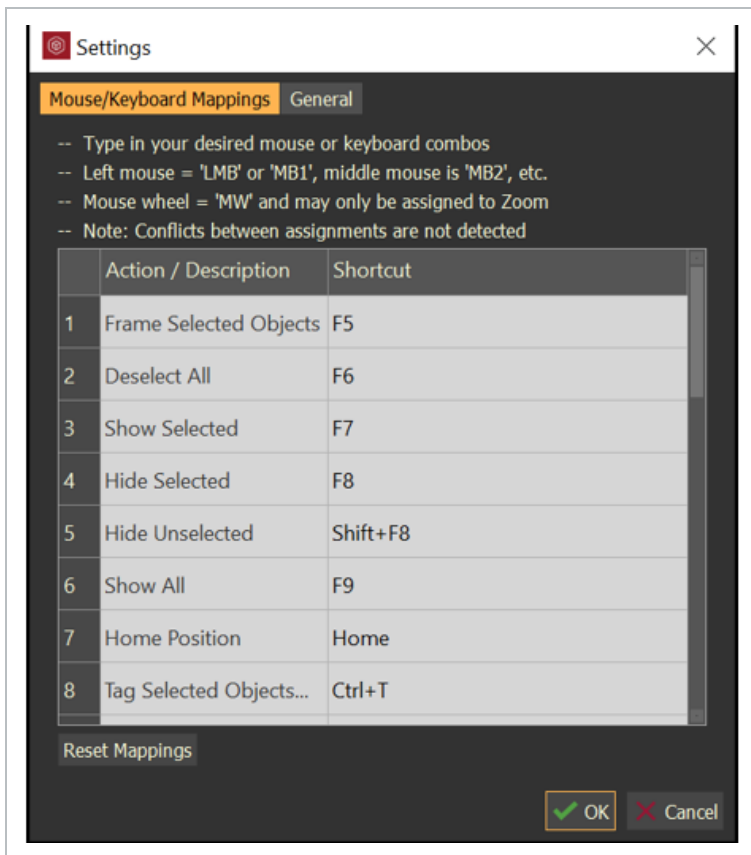 Settings
Mouse/Keyboard Mappings General
-- Type in your desired mouse or keyboard combos
-- Left mouse = 'LMB' or 'MB1', middle mouse is 'MB2', etc.
-- Mouse wheel = 'MW' and may only be assigned to Zoom
-- Note: Conflicts between assignments are not detected
Action / Description Shortcut
1 Frame Selected Objects F5
2 Deselect All F6
3 Show Selected F7
4 Hide Selected F8
5 Hide Unselected Shift+F8
6 Show All F9
7 Home Position Home
8 Tag Selected Objects... Ctrl+T
Reset Mappings
OK Cancel